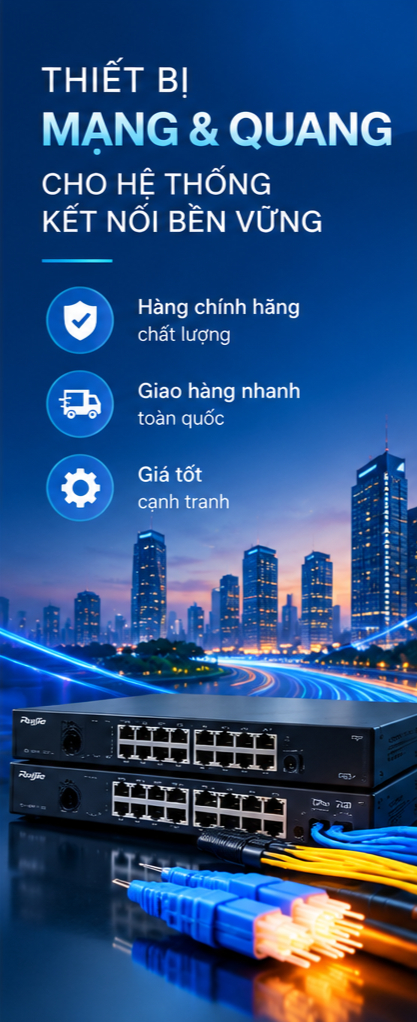 THIẾT BỊ
MẠNG & QUANG
CHO HỆ THỐNG
KẾT NỐI BỀN VỮNG
Hàng chính hãng
chất lượng
Giao hàng nhanh
toàn quốc
Giá tốt
cạnh tranh
Ruijie
Ruijie